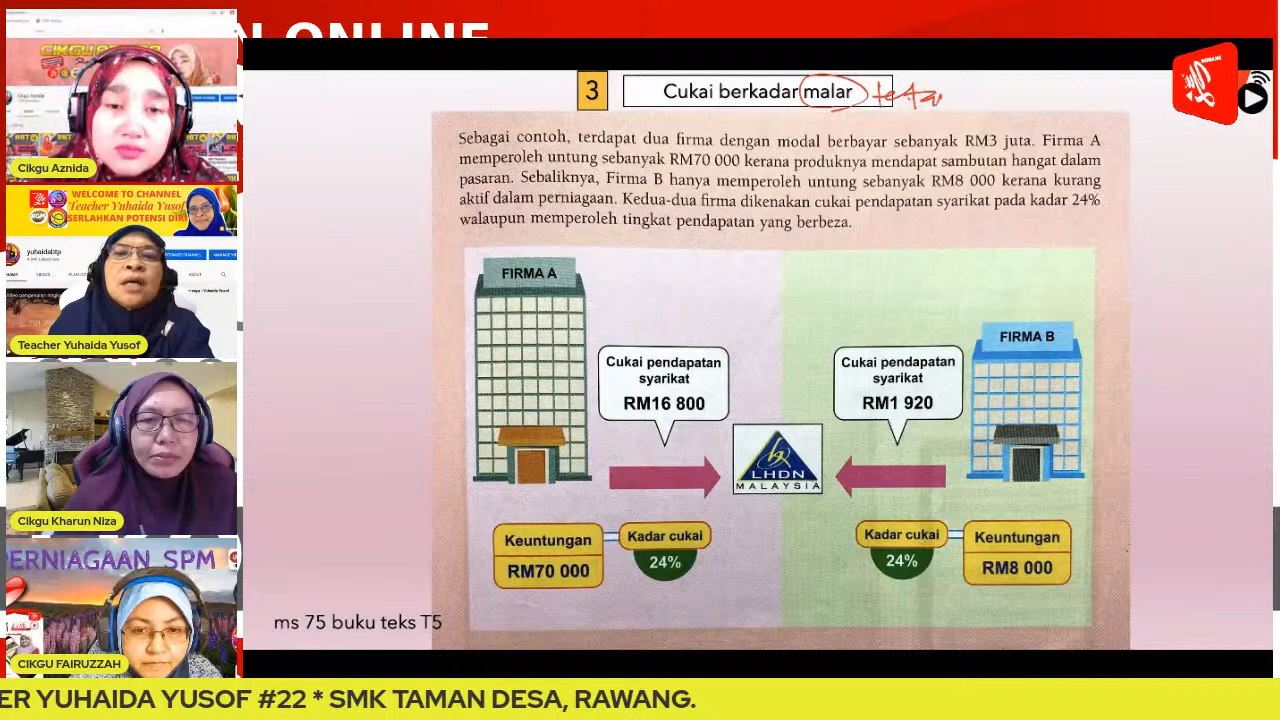 N ONLINE
Cikgu Aznida
WELCOME TO CHANNEL
Teacher Yuhaida Yusof
SERLAHKAN POTENSI DIRI
yuhaidabtp
HOME VIDEOS
ABOUT
Teacher Yuhaida Yusof
Cikgu Kharun Niza
PERNIAGAAN SPM
CIKGU FAIRUZZAH
3
Cukai berkadar malar
Sebagai contoh, terdapat dua firma dengan modal berbayar sebanyak RM3 juta. Firma A
memperoleh untung sebanyak RM70 000 kerana produknya mendapat sambutan hangat dalam
pasaran. Sebaliknya, Firma B hanya memperoleh untung sebanyak RM8 000 kerana kurang
aktif dalam perniagaan. Kedua-dua firma dikenakan cukai pendapatan syarikat pada kadar 24%
walaupun memperoleh tingkat pendapatan yang berbeza.
FIRMA A
Cukai pendapatan
syarikat
RM16 800
Cukai pendapatan
syarikat
RM1 920
FIRMA B
LHDN
MALAYSIA
Keuntungan
RM70 000
Kadar cukai
24%
Kadar cukai
24%
Keuntungan
RM8 000
ms 75 buku teks T5
ER YUHAIDA YUSOF #22 * SMK TAMAN DESA, RAWANG.